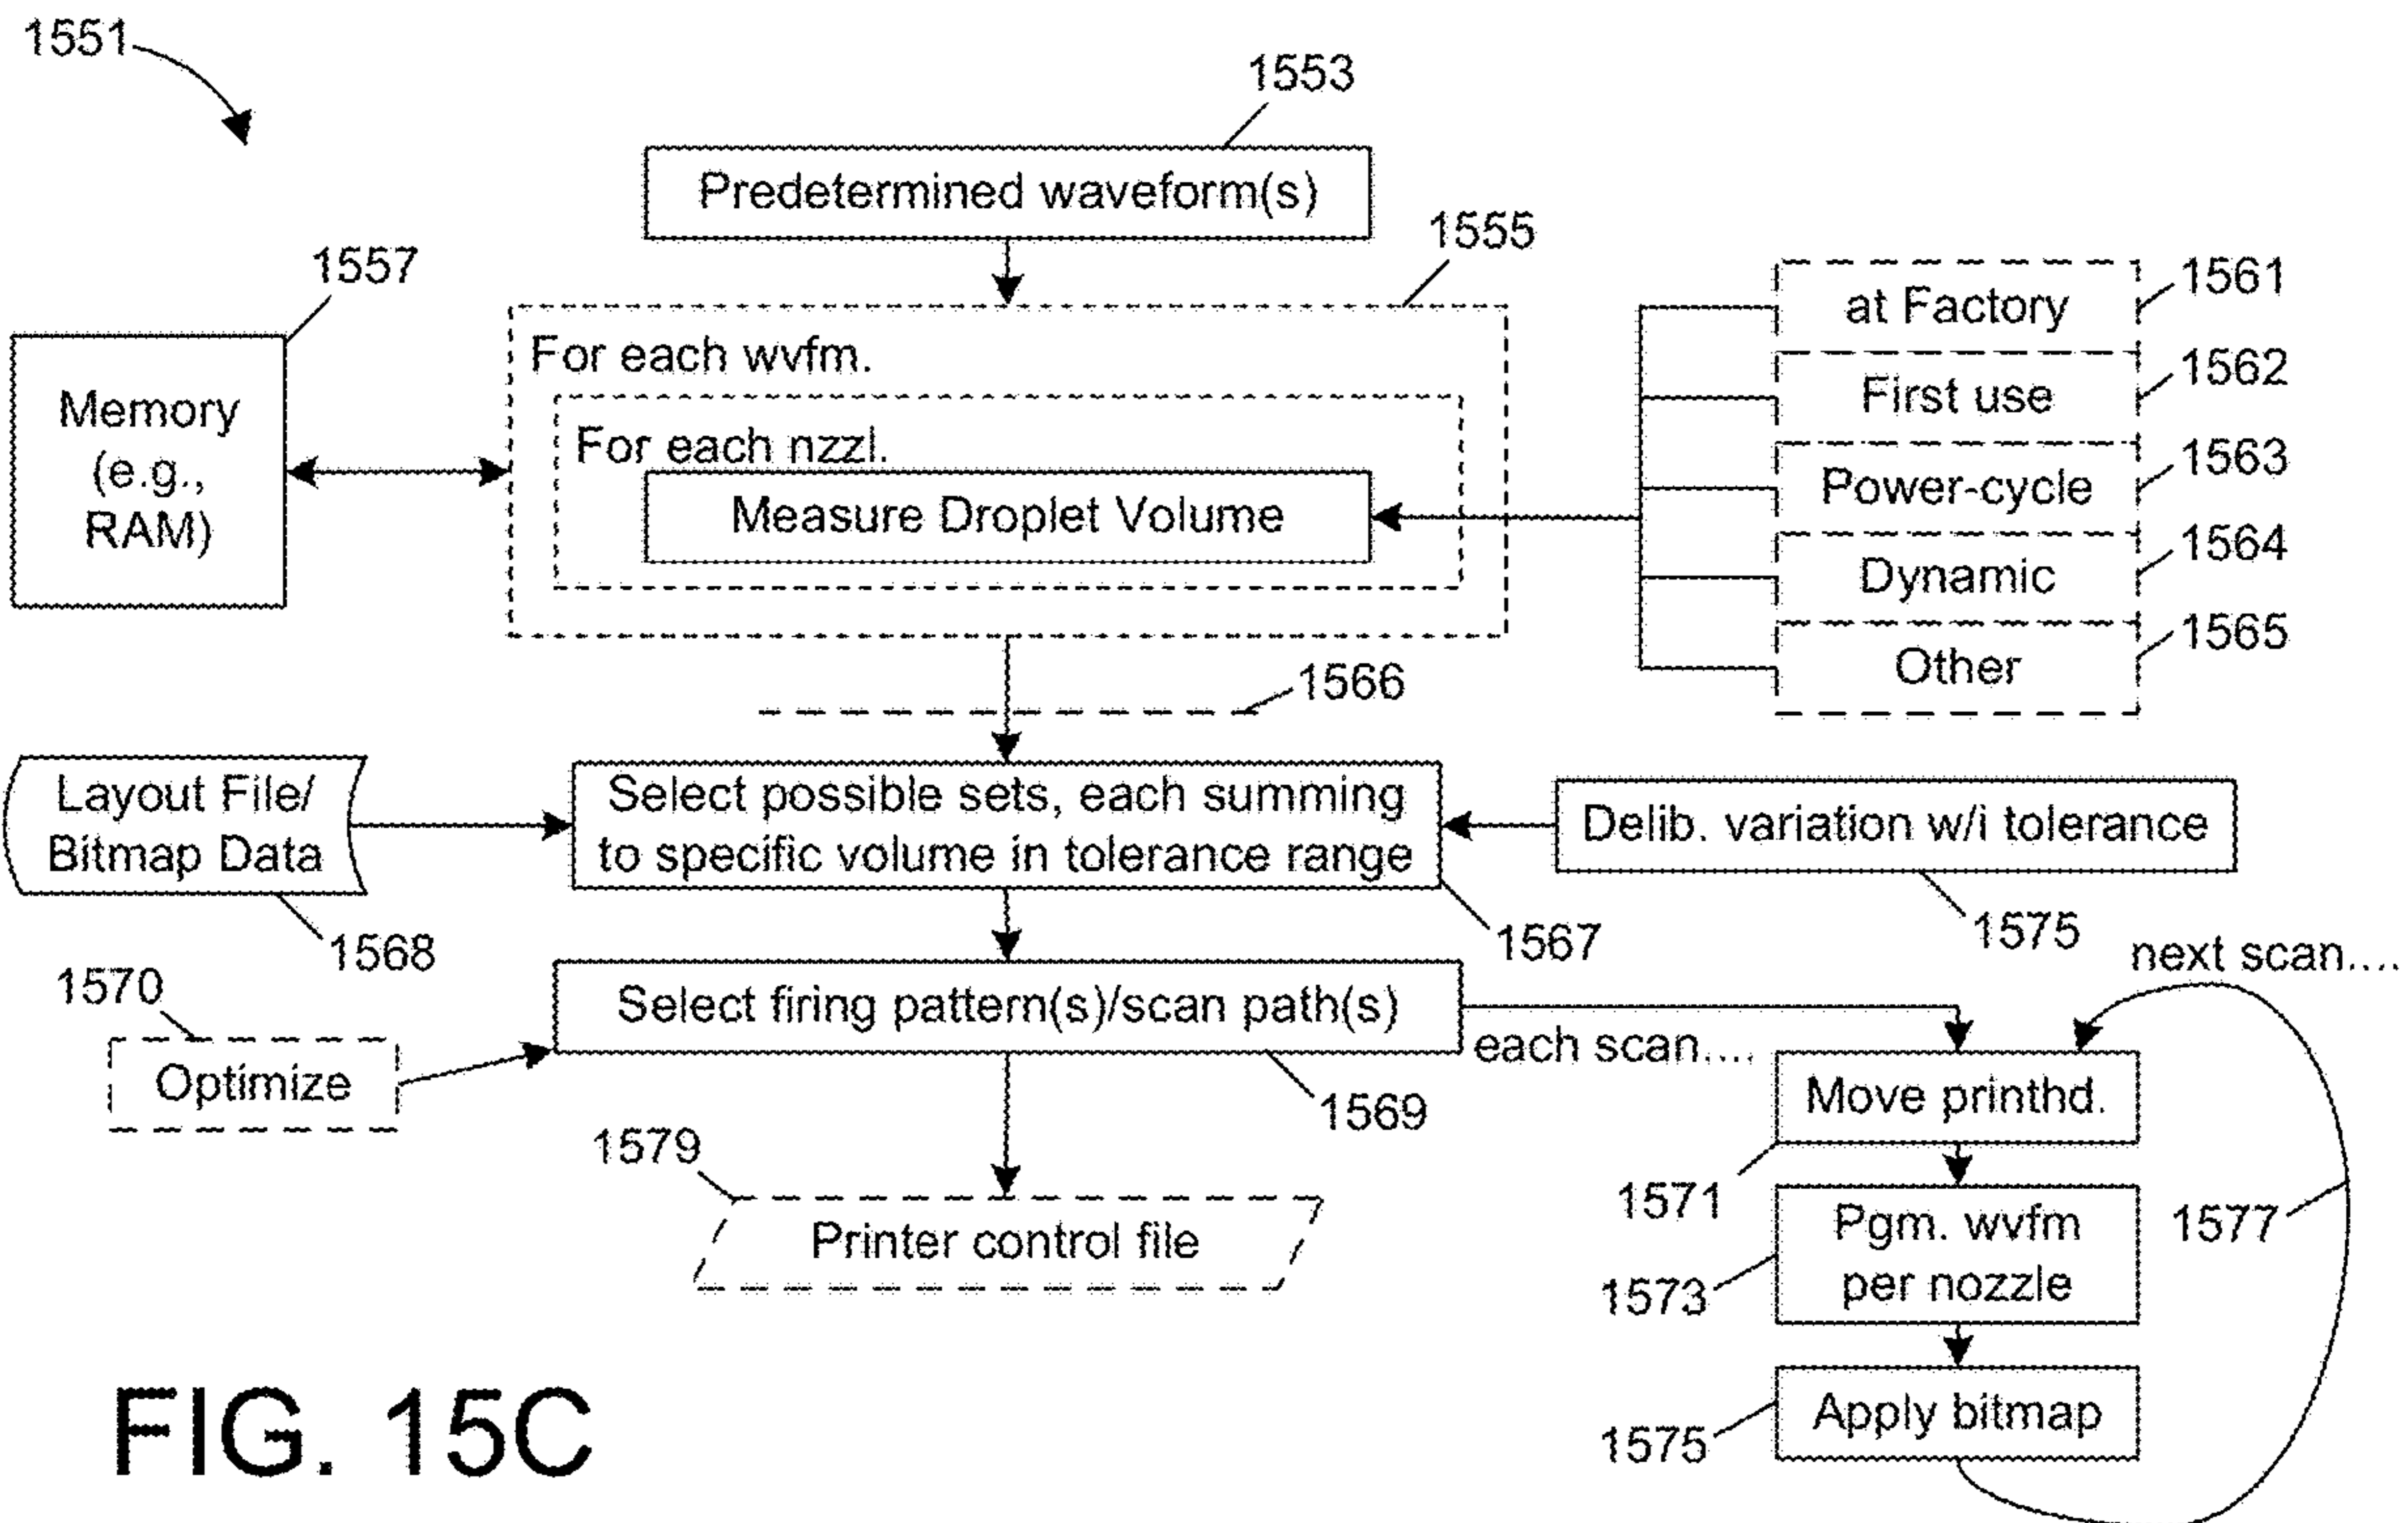 1551
1553
Predetermined waveform(s)
1555
1557
Memory
(e.g.,
RAM)
For each wvfm.
For each nzzl.
Measure Droplet Volume
at Factory
1561
First use
1562
Power-cycle
1563
Dynamic
1564
Other
1565
1566
Layout File/
Bitmap Data
1568
Select possible sets, each summing
to specific volume in tolerance range
1567
Delib. variation w/i tolerance
1575
1570
Optimize
Select firing pattern(s)/scan path(s)
1569
each scan....
next scan....
Move printhd.
1571
Pgm. wvfm
per nozzle
1573
1577
Apply bitmap
1575
1579
Printer control file
FIG. 15C